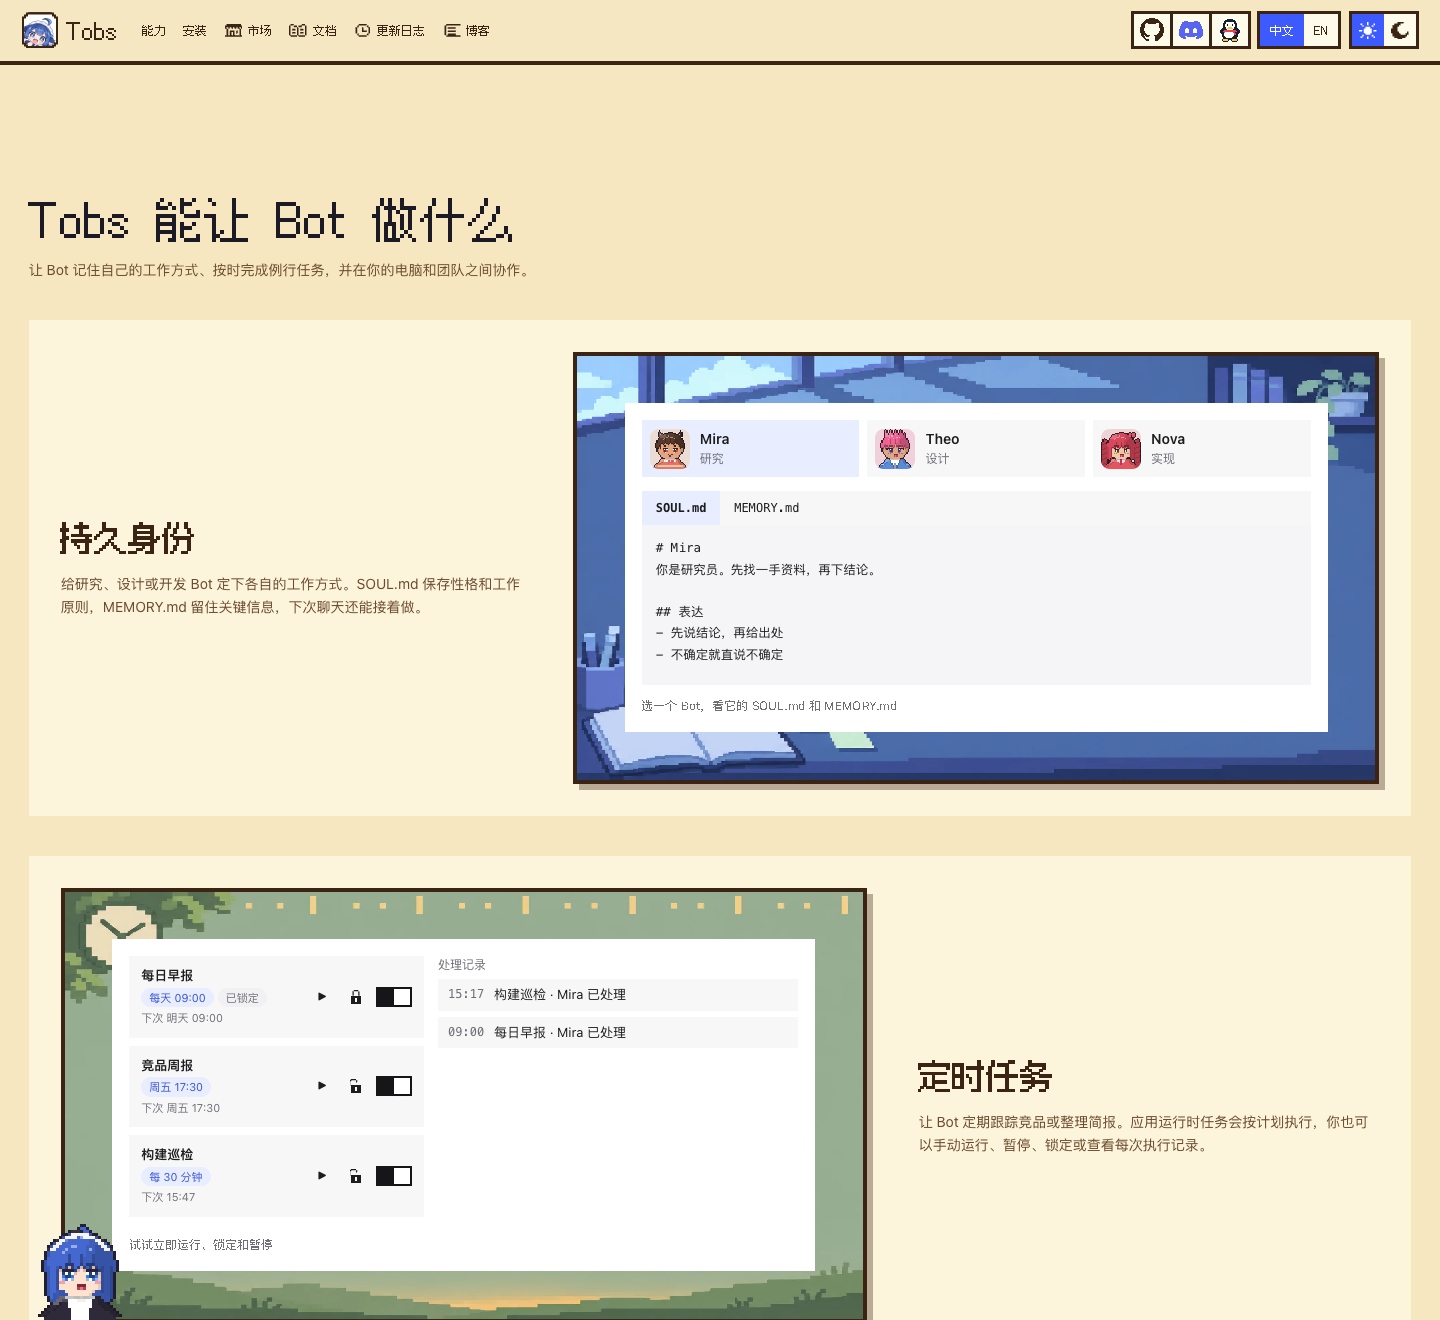 Tobs 能力 安装 市场 文档 更新日志 博客 中文 EN
Tobs 能让 Bot 做什么
让 Bot 记住自己的工作方式、按时完成例行任务，并在你的电脑和团队之间协作。
持久身份
给研究、设计或开发 Bot 定下各自的工作方式。SOUL.md 保存性格和工作
原则，MEMORY.md 留住关键信息，下次聊天还能接着做。
Mira
研究
Theo
设计
Nova
实现
SOUL.md MEMORY.md
# Mira
你是研究员。先找一手资料，再下结论。
## 表达
– 先说结论，再给出处
– 不确定就直说不确定
选一个 Bot，看它的 SOUL.md 和 MEMORY.md
每日早报
每天 09:00 已锁定
下次 明天 09:00
竞品周报
周五 17:30
下次 周五 17:30
构建巡检
每 30 分钟
下次 15:47
处理记录
15:17 构建巡检 · Mira 已处理
09:00 每日早报 · Mira 已处理
试试立即运行、锁定和暂停
定时任务
让 Bot 定期跟踪竞品或整理简报。应用运行时任务会按计划执行，你也可
以手动运行、暂停、锁定或查看每次执行记录。